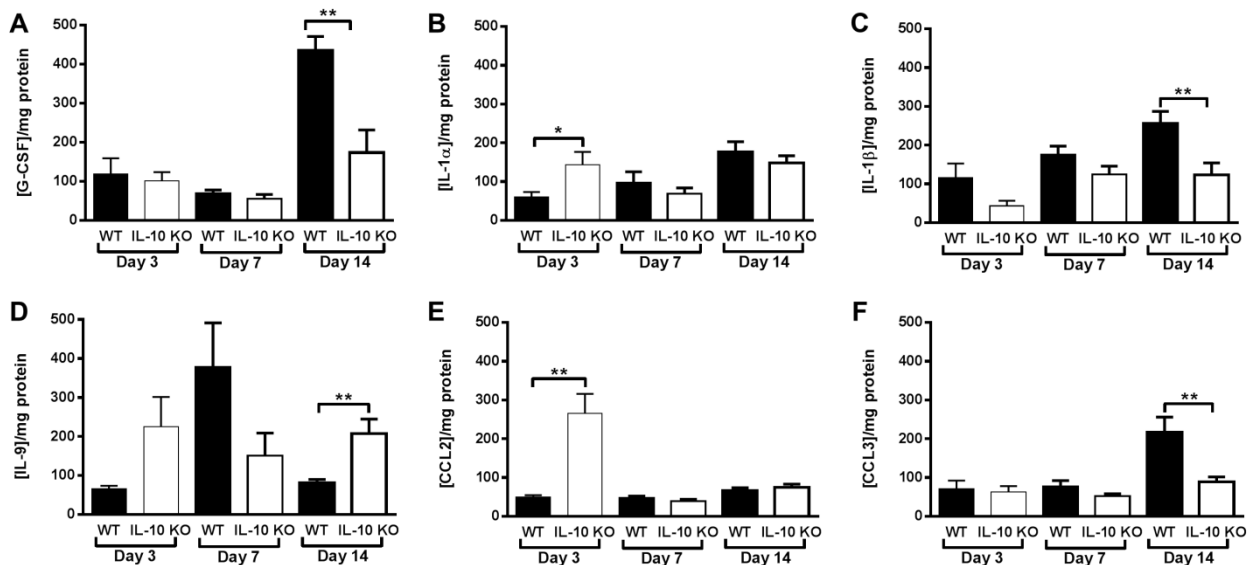 A
[G-CSF]/mg protein
500
400
300
200
100
0
**
WT IL-10 KO WT IL-10 KO WT IL-10 KO
Day 3 Day 7 Day 14
B
[IL-1α]/mg protein
500
400
300
200
100
0
*
WT IL-10 KO WT IL-10 KO WT IL-10 KO
Day 3 Day 7 Day 14
C
[IL-1β]/mg protein
500
400
300
200
100
0
**
WT IL-10 KO WT IL-10 KO WT IL-10 KO
Day 3 Day 7 Day 14
D
[IL-9]/mg protein
500
400
300
200
100
0
**
WT IL-10 KO WT IL-10 KO WT IL-10 KO
Day 3 Day 7 Day 14
E
[CCL2]/mg protein
500
400
300
200
100
0
**
WT IL-10 KO WT IL-10 KO WT IL-10 KO
Day 3 Day 7 Day 14
F
[CCL3]/mg protein
500
400
300
200
100
0
**
WT IL-10 KO WT IL-10 KO WT IL-10 KO
Day 3 Day 7 Day 14